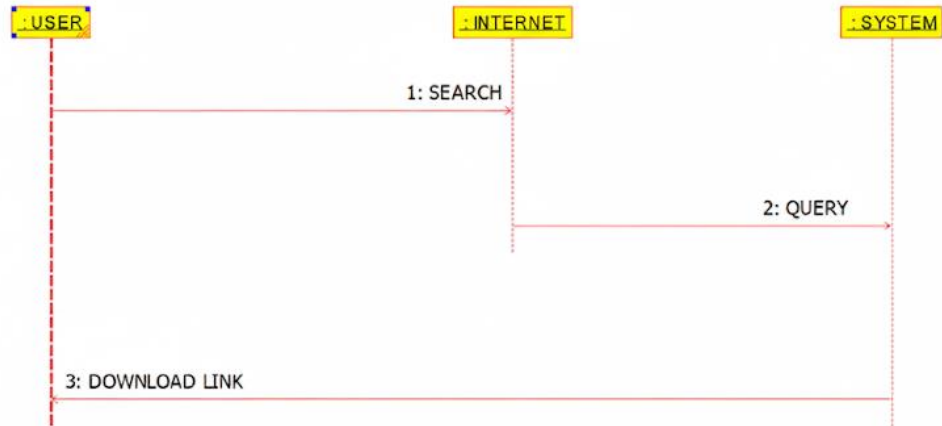 : USER
: INTERNET
: SYSTEM
1: SEARCH
2: QUERY
3: DOWNLOAD LINK